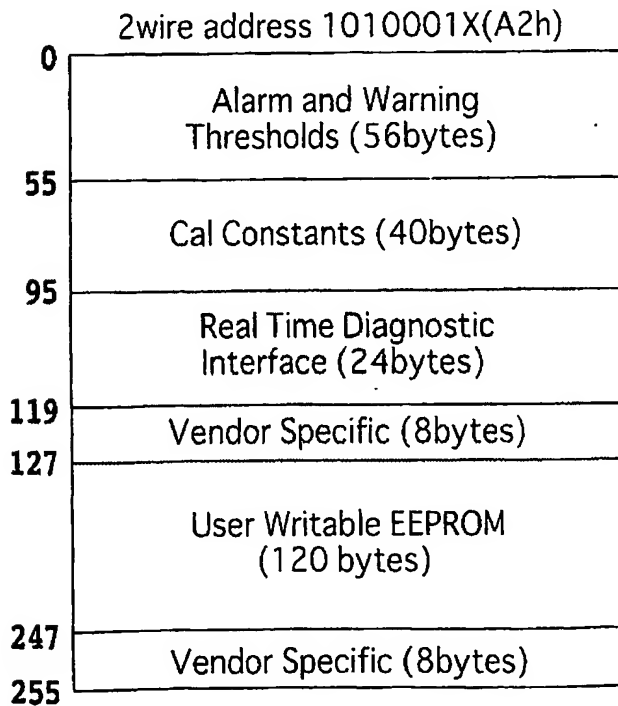 2wire address 1010001X(A2h)
0
Alarm and Warning
Thresholds (56bytes)
55
Cal Constants (40bytes)
95
Real Time Diagnostic
Interface (24bytes)
119
Vendor Specific (8bytes)
127
User Writable EEPROM
(120 bytes)
247
Vendor Specific (8bytes)
255